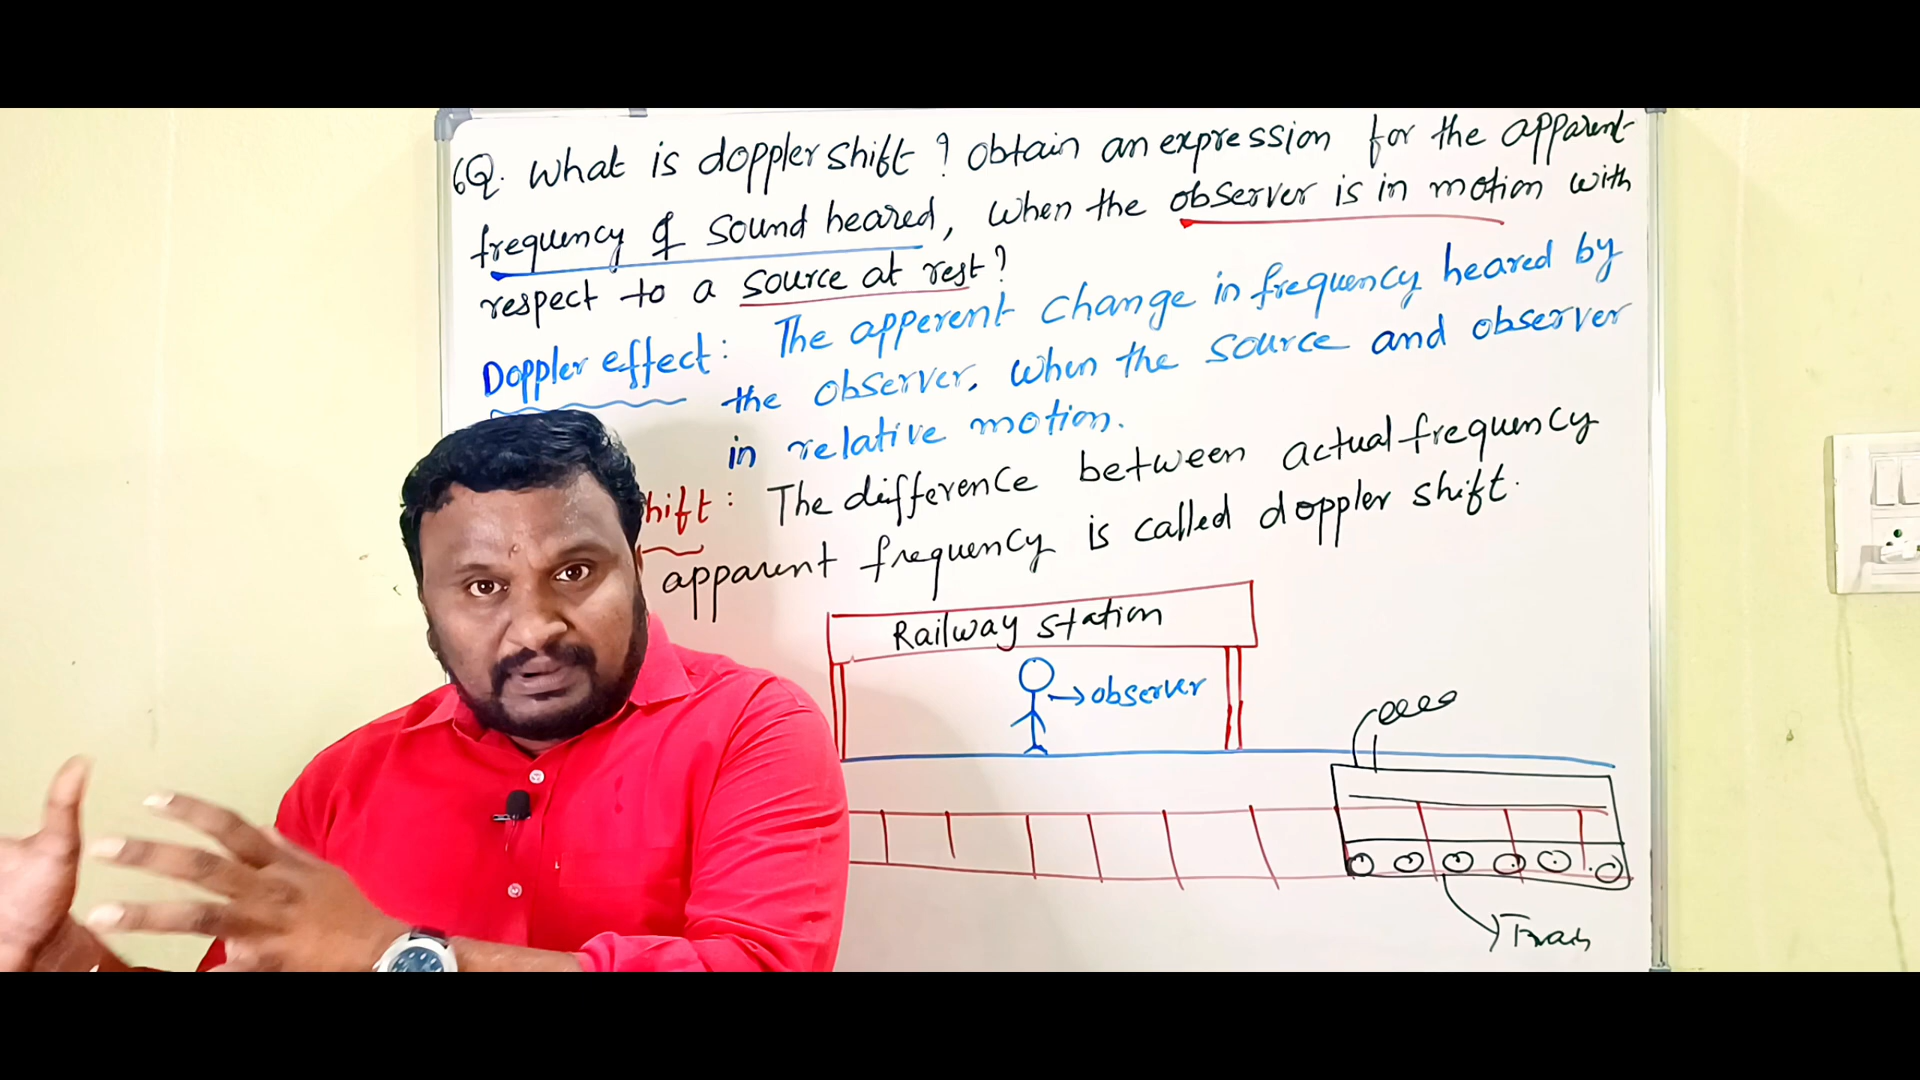 6Q. What is doppler shift? Obtain an expression for the apparent
frequency of sound heared, when the observer is in motion with
respect to a source at rest?
Doppler effect: The apperent change in frequency heared by
the observer, when the source and observer
in relative motion.
hift: The difference between actual frequency
apparent frequency is called doppler shift.
Railway station
observer
Train